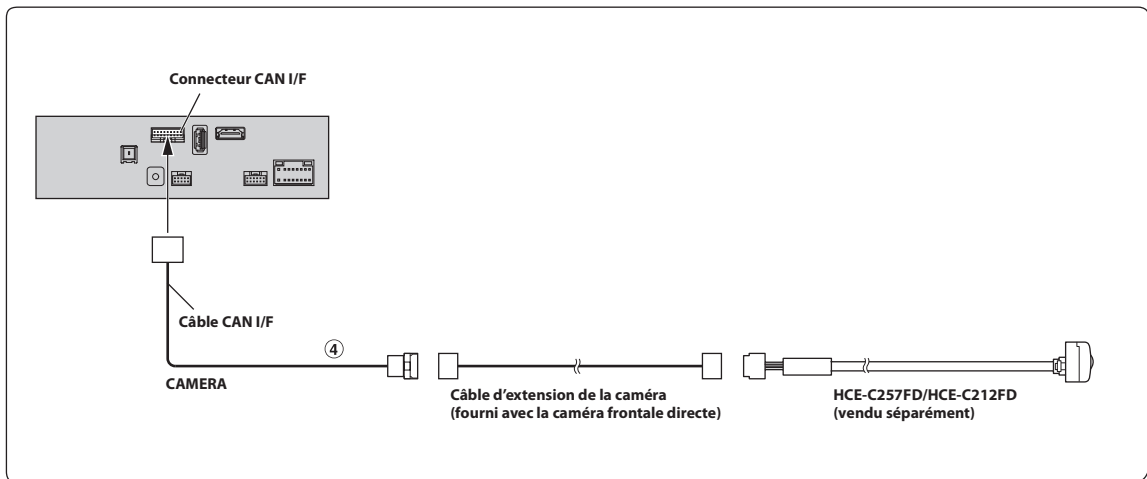 Connecteur CAN I/F
Câble CAN I/F
④
CAMERA
Câble d’extension de la caméra
(fourni avec la caméra frontale directe)
HCE-C257FD/HCE-C212FD
(vendu séparément)